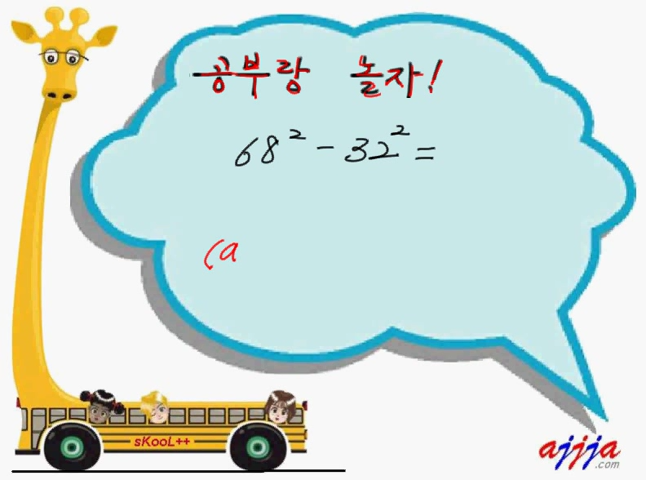 공부랑 놀자!
68² - 32² =
(a
sKooL++
ajjja
.com